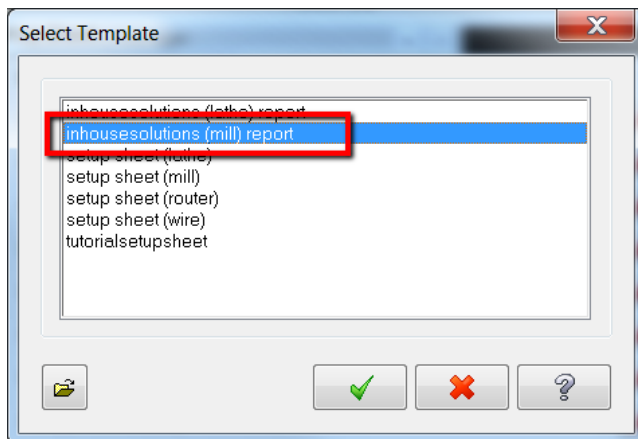 Select Template
inhousesolutions (lathe) report
inhousesolutions (mill) report
setup sheet (lathe)
setup sheet (mill)
setup sheet (router)
setup sheet (wire)
tutorialsetupsheet